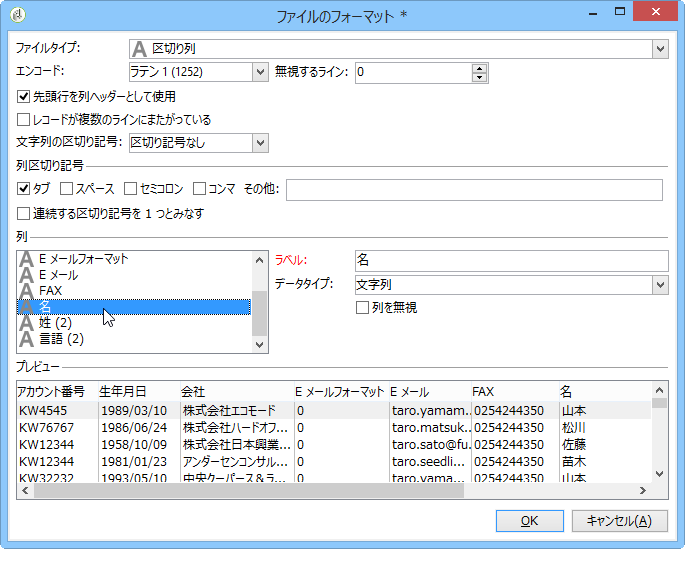 ファイルのフォーマット *
ファイルタイプ: 区切り列
エンコード: ラテン 1 (1252) 無視するライン: 0
先頭行を列ヘッダーとして使用
レコードが複数のラインにまたがっている
文字列の区切り記号: 区切り記号なし
列区切り記号
タブ スペース セミコロン コンマ その他:
連続する区切り記号を 1 つとみなす
列
E メールフォーマット
E メール
FAX
名
姓 (2)
言語 (2)
ラベル: 名
データタイプ: 文字列
列を無視
プレビュー
アカウント番号 生年月日 会社 E メールフォーマット E メール FAX 名
KW4545 1989/03/10 株式会社エコモード 0 taro.yamam... 0254244350 山本
KW76767 1986/06/24 株式会社ハードオフ... 0 taro.matsuk... 0254244350 松川
KW12344 1958/10/09 株式会社日本興業... 0 taro.sato@fu... 0254244350 佐藤
KW12344 1981/01/23 アンダーセンコンサル... 0 taro.seedli... 0254244350 苗木
KW32232 1993/05/10 中央クーパース＆ラ... 0 taro.yamam... 0254244350 山本
OK キャンセル(A)